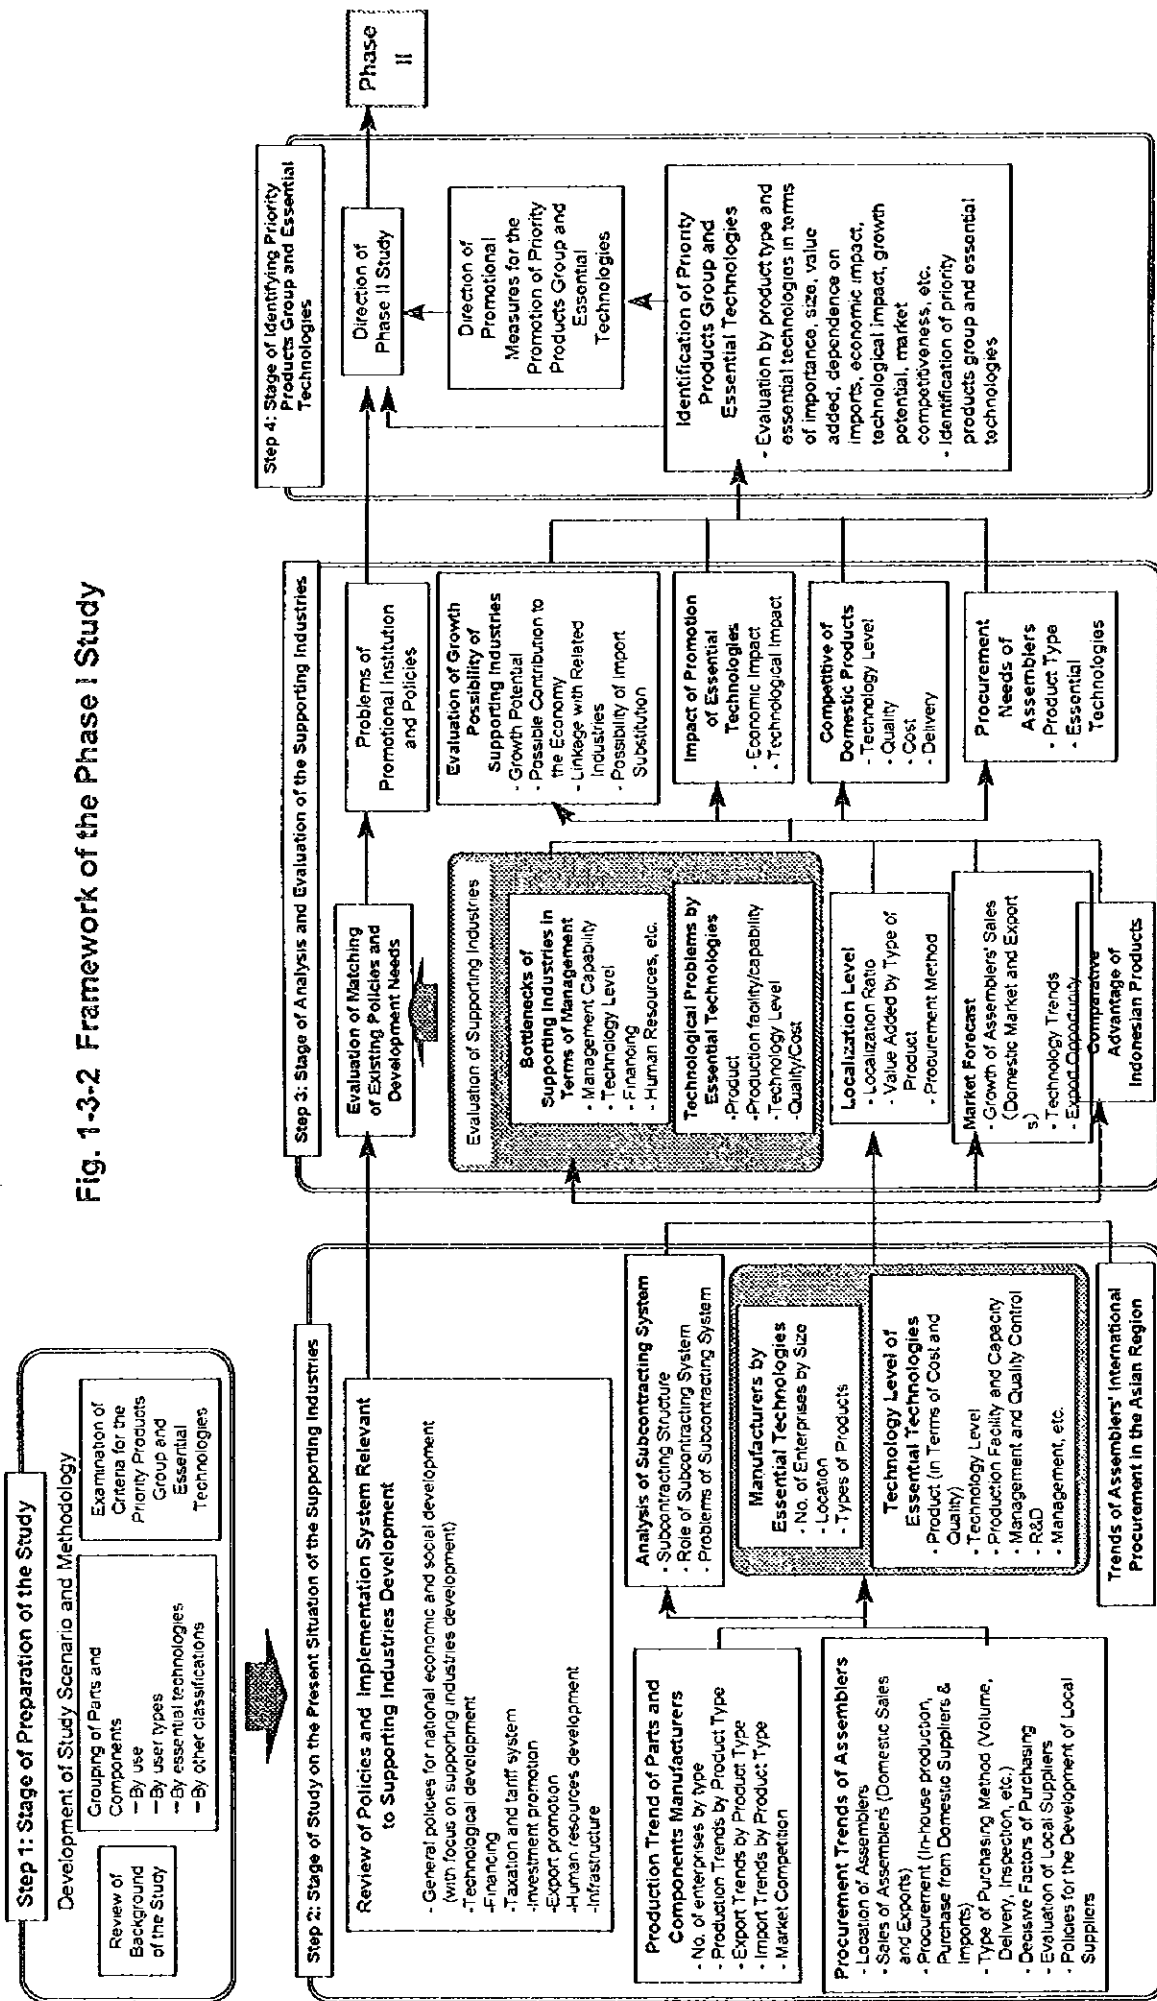 Fig. 1-3-2 Framework of the Phase I Study
Step 1: Stage of Preparation of the Study
Development of Study Scenario and Methodology
Review of
Background
of the Study
Grouping of Parts and
Components
– By use
– By user types
– By essential technologies
– By other classifications
Examination of
Criteria for the
Priority Products
Group and
Essential
Technologies
Step 2: Stage of Study on the Present Situation of the Supporting Industries
Review of Policies and Implementation System Relevant
to Supporting Industries Development
- General policies for national economic and social development
(with focus on supporting industries development)
-Technological development
-Financing
-Taxation and tariff system
-Investment promotion
-Export promotion
-Human resources development
-Infrastructure
Production Trend of Parts and
Components Manufacturers
- No. of enterprises by type
- Production Trends by Product Type
- Export Trends by Product Type
- Import Trends by Product Type
- Market Competition
Procurement Trends of Assemblers
- Location of Assemblers
- Sales of Assemblers (Domestic Sales
and Exports)
- Procurement (In-house production,
Purchase from Domestic Suppliers &
Imports)
- Type of Purchasing Method (Volume,
Delivery, Inspection, etc.)
- Decisive Factors of Purchasing
- Evaluation of Local Suppliers
- Policies for the Development of Local
Suppliers
Analysis of Subcontracting System
- Subcontracting Structure
- Role of Subcontracting System
- Problems of Subcontracting System
Manufacturers by
Essential Technologies
- No. of Enterprises by Size
- Location
- Types of Products
Technology Level of
Essential Technologies
- Product (In Terms of Cost and
Quality)
- Technology Level
- Production Facility and Capacity
- Management and Quality Control
- R&D
- Management, etc.
Trends of Assemblers' International
Procurement in the Asian Region
Step 3: Stage of Analysis and Evaluation of the Supporting Industries
Evaluation of Matching
of Existing Policies and
Development Needs
Problems of
Promotional Institution
and Policies
Evaluation of Supporting Industries
Bottlenecks of
Supporting Industries in
Terms of Management
- Management Capability
- Technology Level
- Financing
- Human Resources, etc.
Technological Problems by
Essential Technologies
-Product
-Production facility/capability
-Technology Level
-Quality/Cost
Localization Level
- Localization Ratio
- Value Added by Type of
Product
- Procurement Method
Market Forecast
- Growth of Assemblers' Sales
(Domestic Market and Export
s)
- Technology Trends
- Export Opportunity
Comparative
Advantage of
Indonesian Products
Evaluation of Growth
Possibility of
Supporting Industries
- Growth Potential
- Possible Contribution to
the Economy
- Linkage with Related
Industries
- Possibility of Import
Substitution
Impact of Promotion
of Essential
Technologies
- Economic Impact
- Technological Impact
Competitive of
Domestic Products
- Technology Level
- Quality
- Cost
- Delivery
Procurement
Needs of
Assemblers
- Product Type
- Essential
Technologies
Step 4: Stage of Identifying Priority
Products Group and Essential
Technologies
Direction of
Phase II Study
Direction of
Promotional
Measures for the
Promotion of Priority
Products Group and
Essential
Technologies
Identification of Priority
Products Group and
Essential Technologies
- Evaluation by product type and
essential technologies in terms
of importance, size, value
added, dependence on
imports, economic impact,
technological impact, growth
potential, market
competitiveness, etc.
- Identification of priority
products group and essential
technologies
Phase
II